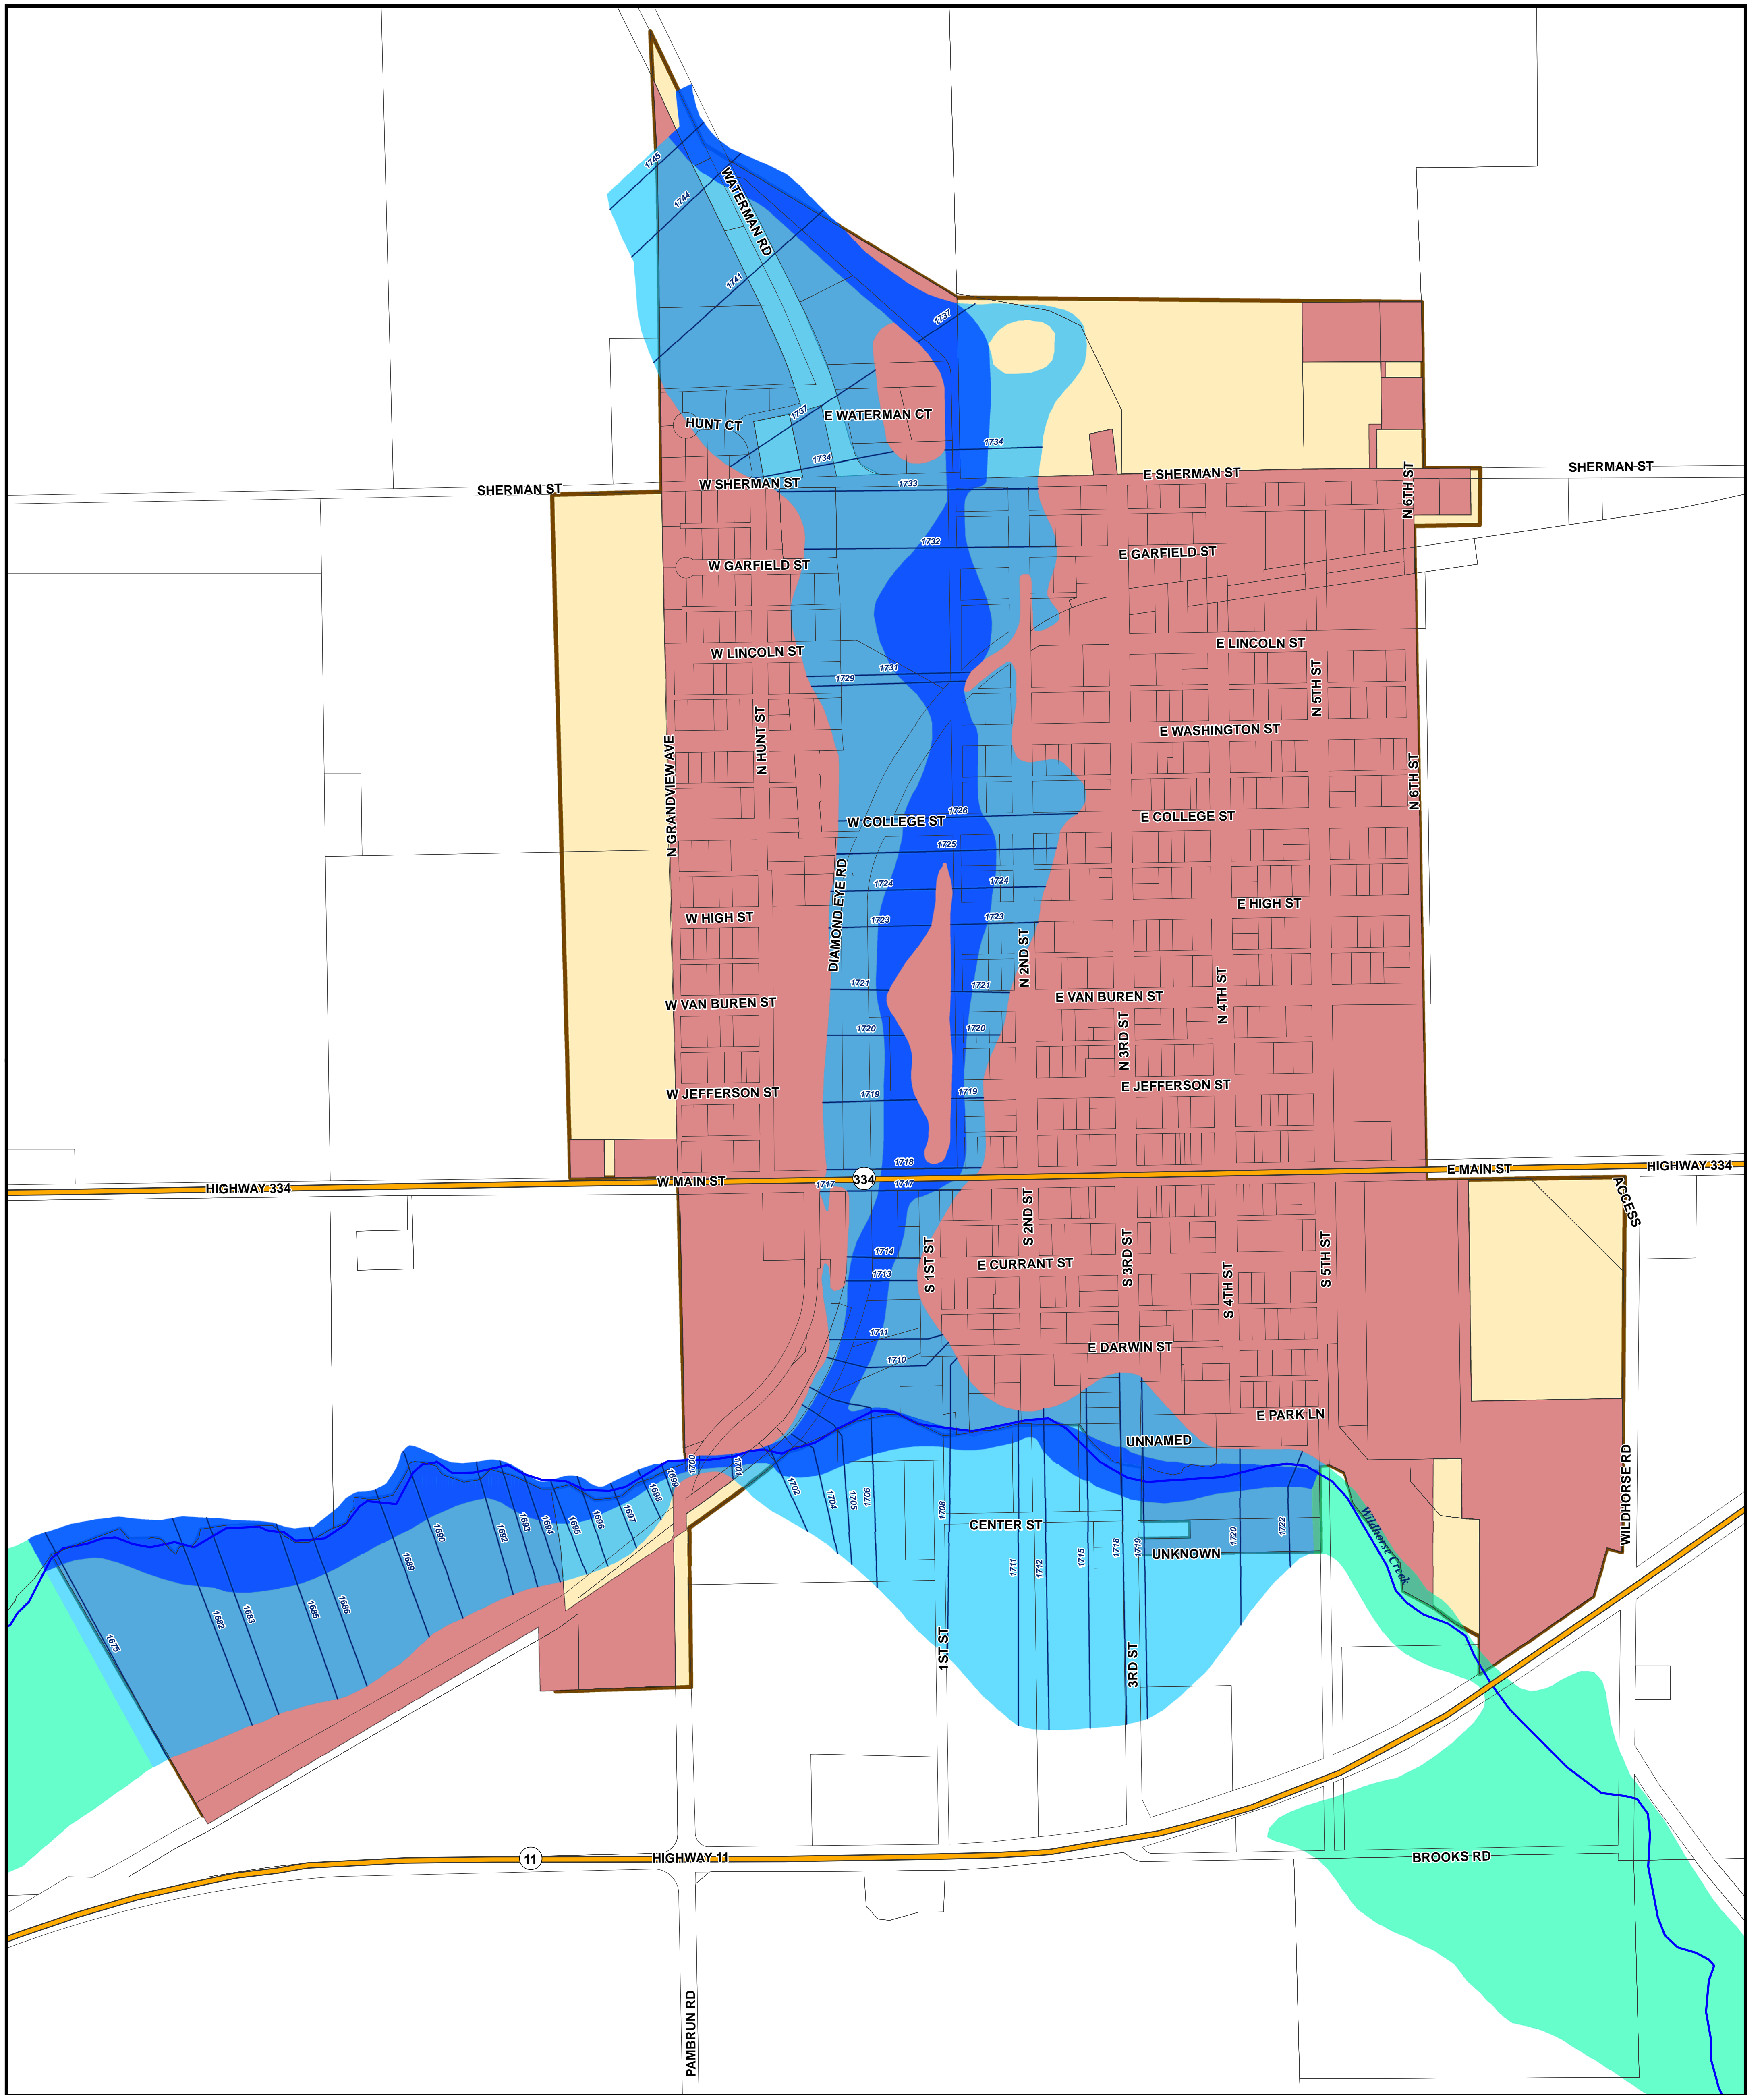 1745
1744
WATERMAN RD
1741
1737
1737
E WATERMAN CT
HUNT CT
1734
1734
E SHERMAN ST
SHERMAN ST
SHERMAN ST
W SHERMAN ST
1733
N 6TH ST
1732
E GARFIELD ST
W GARFIELD ST
E LINCOLN ST
W LINCOLN ST
1731
1729
N 5TH ST
E WASHINGTON ST
N HUNT ST
N GRANDVIEW AVE
N 6TH ST
1726
W COLLEGE ST
E COLLEGE ST
1725
1724
1724
DIAMOND EYE RD
E HIGH ST
W HIGH ST
1723
1723
N 2ND ST
1721
1721
E VAN BUREN ST
N 4TH ST
W VAN BUREN ST
1720
1720
N 3RD ST
E JEFFERSON ST
W JEFFERSON ST
1719
1719
1718
334
E MAIN ST
HIGHWAY 334
HIGHWAY 334
W MAIN ST
1717
1717
ACCESS
S 2ND ST
1714
S 1ST ST
S 3RD ST
S 5TH ST
E CURRANT ST
1713
S 4TH ST
1711
E DARWIN ST
1710
E PARK LN
UNNAMED
1700
1701
1699
1698
1702
1704
1705
1706
1708
1697
1696
1695
1694
1693
1692
1690
1689
WILDHORSE RD
CENTER ST
Wildhorse Creek
1722
1720
1719
1718
1715
1712
1711
UNKNOWN
1686
1685
1683
1682
1675
1ST ST
3RD ST
11
HIGHWAY 11
BROOKS RD
PAMBRUN RD